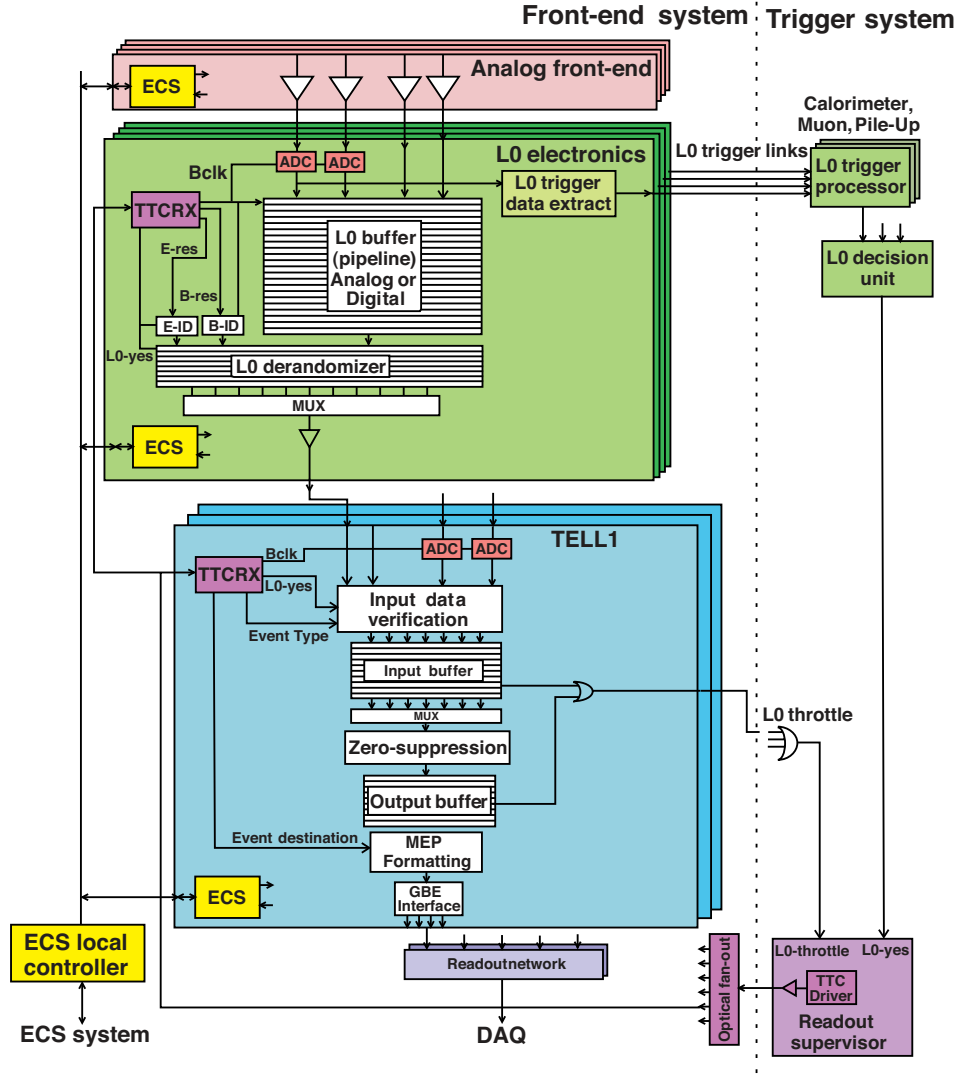 Front-end system
Trigger system
Analog front-end
ECS
Calorimeter,
Muon, Pile-Up
L0 trigger links
L0 electronics
ADC
ADC
Bclk
L0 trigger
data extract
L0 trigger
processor
TTCRX
L0 buffer
(pipeline)
Analog or
Digital
L0 decision
unit
E-res
B-res
E-ID
B-ID
L0-yes
L0 derandomizer
MUX
ECS
TELL1
ADC
ADC
Bclk
TTCRX
L0-yes
Input data
verification
Event Type
Input buffer
MUX
L0 throttle
Zero-suppression
Output buffer
Event destination
MEP
Formatting
ECS
GBE
Interface
ECS local
controller
Readoutnetwork
Optical fan-out
L0-throttle
L0-yes
TTC
Driver
Readout
supervisor
ECS system
DAQ